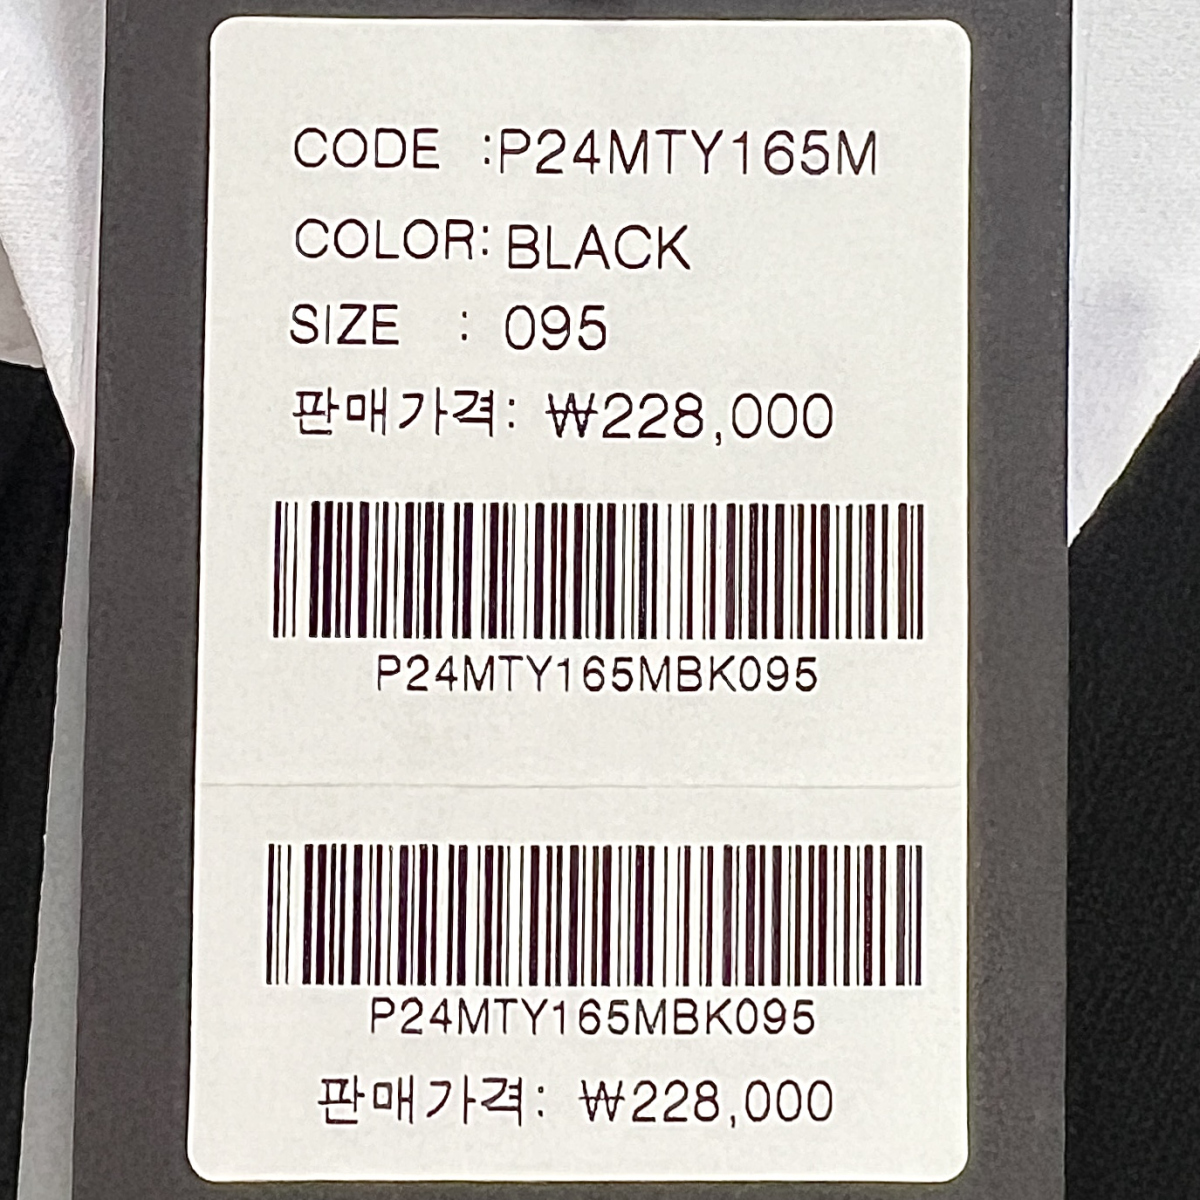 CODE :P24MTY165M
COLOR: BLACK
SIZE : 095
판매가격: ₩228,000
P24MTY165MBK095
P24MTY165MBK095
판매가격: ₩228,000